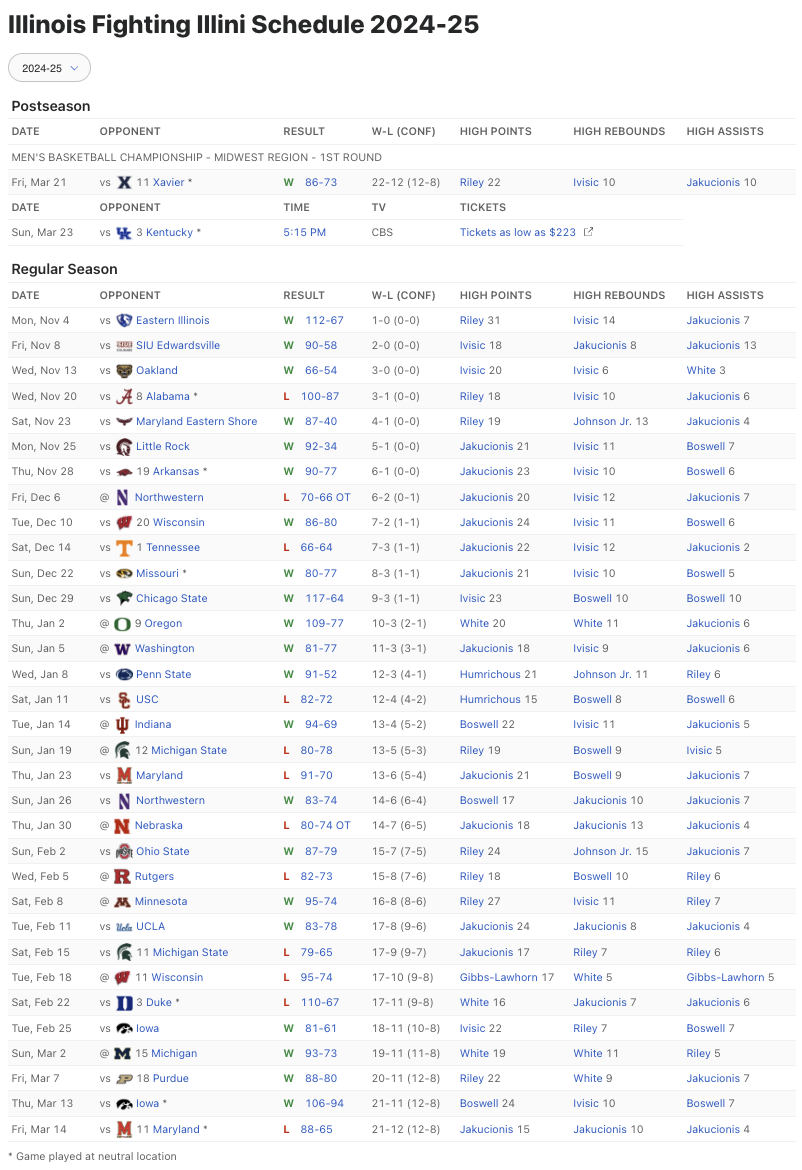 Illinois Fighting Illini Schedule 2024-25
2024-25
Postseason
DATE OPPONENT RESULT W-L (CONF) HIGH POINTS HIGH REBOUNDS HIGH ASSISTS
MEN'S BASKETBALL CHAMPIONSHIP - MIDWEST REGION - 1ST ROUND
Fri, Mar 21 vs 11 Xavier * W 86-73 22-12 (12-8) Riley 22 Ivisic 10 Jakucionis 10
DATE OPPONENT TIME TV TICKETS
Sun, Mar 23 vs 3 Kentucky * 5:15 PM CBS Tickets as low as $223
Regular Season
DATE OPPONENT RESULT W-L (CONF) HIGH POINTS HIGH REBOUNDS HIGH ASSISTS
Mon, Nov 4 vs Eastern Illinois W 112-67 1-0 (0-0) Riley 31 Ivisic 14 Jakucionis 7
Fri, Nov 8 vs SIU Edwardsville W 90-58 2-0 (0-0) Ivisic 18 Jakucionis 8 Jakucionis 13
Wed, Nov 13 vs Oakland W 66-54 3-0 (0-0) Ivisic 20 Ivisic 6 White 3
Wed, Nov 20 vs 8 Alabama * L 100-87 3-1 (0-0) Riley 18 Ivisic 10 Jakucionis 6
Sat, Nov 23 vs Maryland Eastern Shore W 87-40 4-1 (0-0) Riley 19 Johnson Jr. 13 Jakucionis 4
Mon, Nov 25 vs Little Rock W 92-34 5-1 (0-0) Jakucionis 21 Ivisic 11 Boswell 7
Thu, Nov 28 vs 19 Arkansas * W 90-77 6-1 (0-0) Jakucionis 23 Ivisic 10 Boswell 6
Fri, Dec 6 @ Northwestern L 70-66 OT 6-2 (0-1) Jakucionis 20 Ivisic 12 Jakucionis 7
Tue, Dec 10 vs 20 Wisconsin W 86-80 7-2 (1-1) Jakucionis 24 Ivisic 11 Boswell 6
Sat, Dec 14 vs 1 Tennessee L 66-64 7-3 (1-1) Jakucionis 22 Ivisic 12 Jakucionis 2
Sun, Dec 22 vs Missouri * W 80-77 8-3 (1-1) Jakucionis 21 Ivisic 10 Boswell 5
Sun, Dec 29 vs Chicago State W 117-64 9-3 (1-1) Ivisic 23 Boswell 10 Boswell 10
Thu, Jan 2 @ 9 Oregon W 109-77 10-3 (2-1) White 20 White 11 Jakucionis 6
Sun, Jan 5 @ Washington W 81-77 11-3 (3-1) Jakucionis 18 Ivisic 9 Jakucionis 6
Wed, Jan 8 vs Penn State W 91-52 12-3 (4-1) Humrichous 21 Johnson Jr. 11 Riley 6
Sat, Jan 11 vs USC L 82-72 12-4 (4-2) Humrichous 15 Boswell 8 Boswell 6
Tue, Jan 14 @ Indiana W 94-69 13-4 (5-2) Boswell 22 Ivisic 11 Jakucionis 5
Sun, Jan 19 @ 12 Michigan State L 80-78 13-5 (5-3) Riley 19 Boswell 9 Ivisic 5
Thu, Jan 23 vs Maryland L 91-70 13-6 (5-4) Jakucionis 21 Boswell 9 Jakucionis 7
Sun, Jan 26 vs Northwestern W 83-74 14-6 (6-4) Boswell 17 Jakucionis 10 Jakucionis 7
Thu, Jan 30 @ Nebraska L 80-74 OT 14-7 (6-5) Jakucionis 18 Jakucionis 13 Jakucionis 4
Sun, Feb 2 vs Ohio State W 87-79 15-7 (7-5) Riley 24 Johnson Jr. 15 Jakucionis 7
Wed, Feb 5 @ Rutgers L 82-73 15-8 (7-6) Riley 18 Boswell 10 Riley 6
Sat, Feb 8 @ Minnesota W 95-74 16-8 (8-6) Riley 27 Ivisic 11 Riley 7
Tue, Feb 11 vs UCLA W 83-78 17-8 (9-6) Jakucionis 24 Jakucionis 8 Jakucionis 4
Sat, Feb 15 vs 11 Michigan State L 79-65 17-9 (9-7) Jakucionis 17 Riley 7 Riley 6
Tue, Feb 18 @ 11 Wisconsin L 95-74 17-10 (9-8) Gibbs-Lawhorn 17 White 5 Gibbs-Lawhorn 5
Sat, Feb 22 vs 3 Duke * L 110-67 17-11 (9-8) White 16 Jakucionis 7 Jakucionis 6
Tue, Feb 25 vs Iowa W 81-61 18-11 (10-8) Ivisic 22 Riley 7 Boswell 7
Sun, Mar 2 @ 15 Michigan W 93-73 19-11 (11-8) White 19 White 11 Riley 5
Fri, Mar 7 vs 18 Purdue W 88-80 20-11 (12-8) Riley 22 White 9 Jakucionis 7
Thu, Mar 13 vs Iowa * W 106-94 21-11 (12-8) Boswell 24 Ivisic 10 Boswell 7
Fri, Mar 14 vs 11 Maryland * L 88-65 21-12 (12-8) Jakucionis 15 Jakucionis 10 Jakucionis 4
* Game played at neutral location